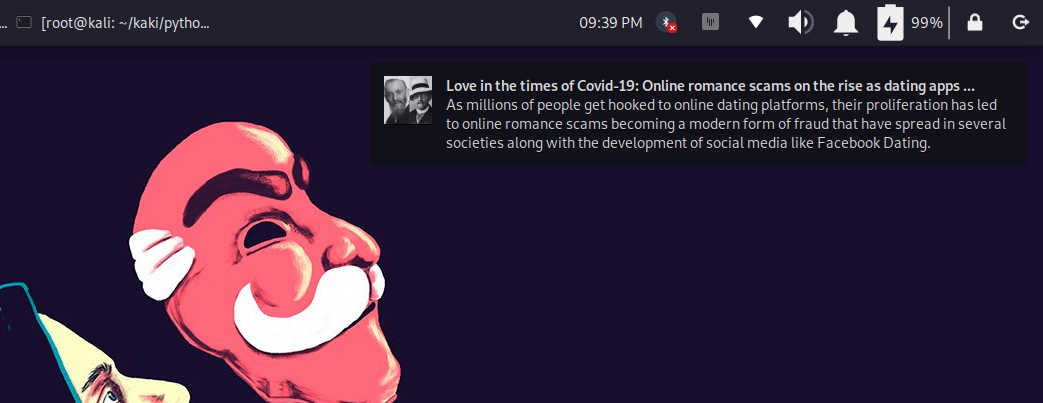 ... [root@kali: ~/kaki/pytho... 09:39 PM 99%
Love in the times of Covid-19: Online romance scams on the rise as dating apps ...
As millions of people get hooked to online dating platforms, their proliferation has led
to online romance scams becoming a modern form of fraud that have spread in several
societies along with the development of social media like Facebook Dating.